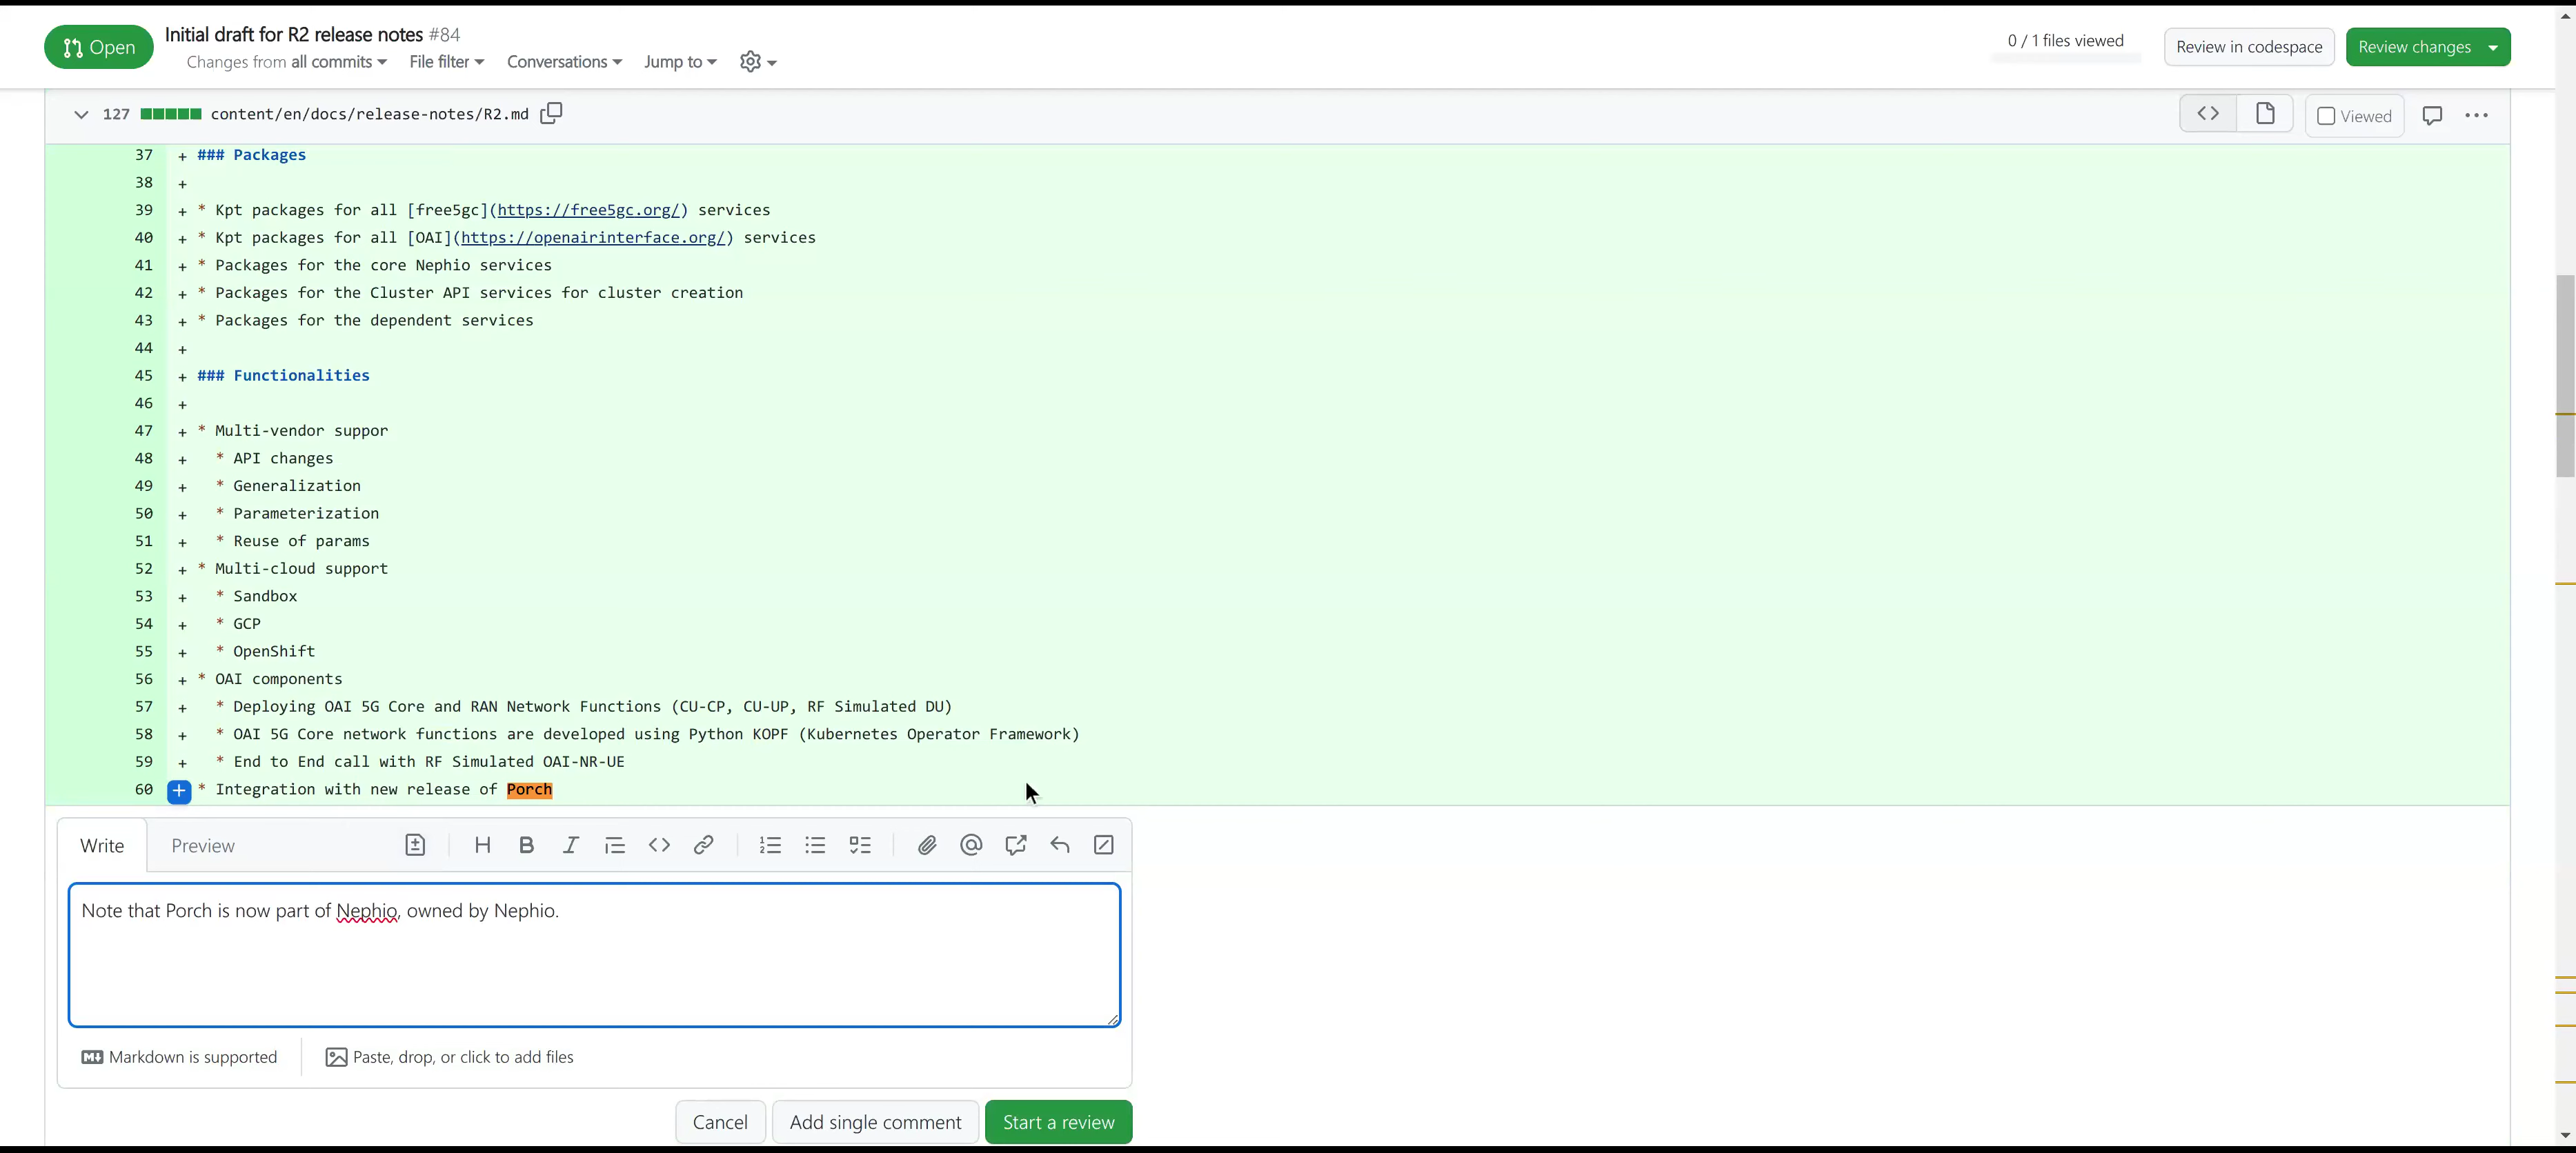 Open
Initial draft for R2 release notes #84
Changes from all commits File filter Conversations Jump to
0 / 1 files viewed
Review in codespace
Review changes
127 content/en/docs/release-notes/R2.md
Viewed
37 + ### Packages
38 +
39 + * Kpt packages for all [free5gc](https://free5gc.org/) services
40 + * Kpt packages for all [OAI](https://openairinterface.org/) services
41 + * Packages for the core Nephio services
42 + * Packages for the Cluster API services for cluster creation
43 + * Packages for the dependent services
44 +
45 + ### Functionalities
46 +
47 + * Multi-vendor suppor
48 + * API changes
49 + * Generalization
50 + * Parameterization
51 + * Reuse of params
52 + * Multi-cloud support
53 + * Sandbox
54 + * GCP
55 + * OpenShift
56 + * OAI components
57 + * Deploying OAI 5G Core and RAN Network Functions (CU-CP, CU-UP, RF Simulated DU)
58 + * OAI 5G Core network functions are developed using Python KOPF (Kubernetes Operator Framework)
59 + * End to End call with RF Simulated OAI-NR-UE
60 + * Integration with new release of Porch
Write Preview
Note that Porch is now part of Nephio, owned by Nephio.
Markdown is supported
Paste, drop, or click to add files
Cancel
Add single comment
Start a review